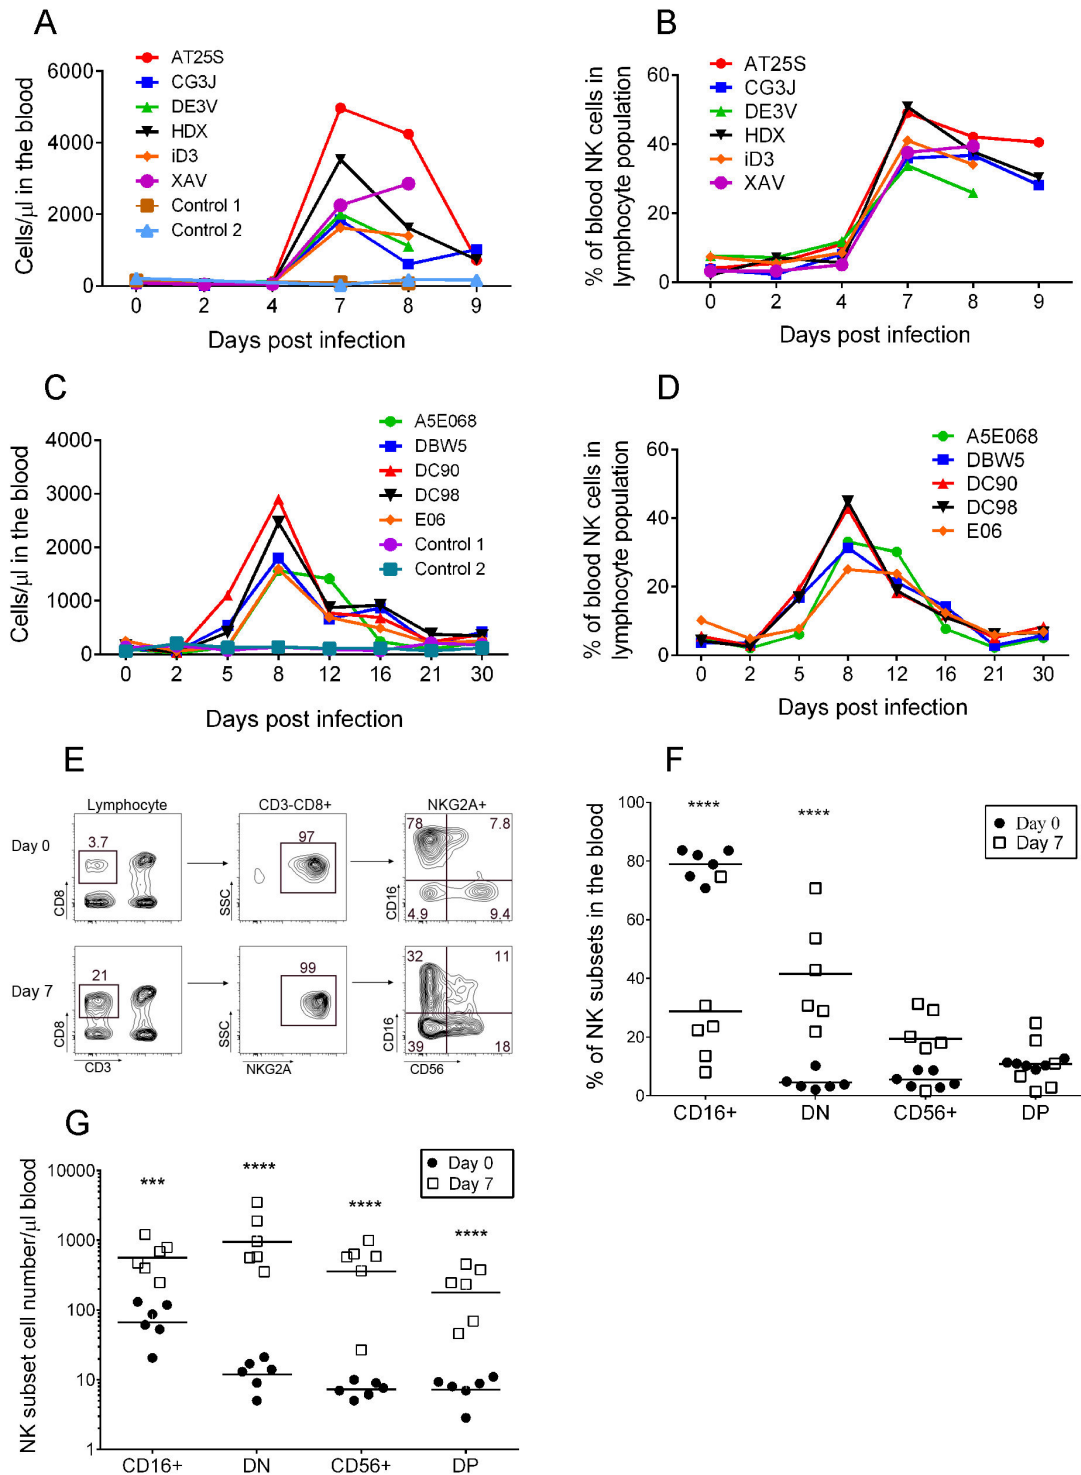 A
AT25S
CG3J
DE3V
HDX
iD3
XAV
Control 1
Control 2
Cells/µl in the blood
6000
4000
2000
0
0 2 4 7 8 9
Days post infection
B
AT25S
CG3J
DE3V
HDX
iD3
XAV
% of blood NK cells in
lymphocyte population
60
40
20
0
0 2 4 7 8 9
Days post infection
C
A5E068
DBW5
DC90
DC98
E06
Control 1
Control 2
Cells/µl in the blood
4000
3000
2000
1000
0
0 2 5 8 12 16 21 30
Days post infection
D
A5E068
DBW5
DC90
DC98
E06
% of blood NK cells in
lymphocyte population
60
40
20
0
0 2 5 8 12 16 21 30
Days post infection
E
Lymphocyte CD3-CD8+ NKG2A+
Day 0
3.7
97
78 7.8
4.9 9.4
CD8
SSC
CD16
Day 7
21
99
32 11
39 18
CD8
SSC
CD16
CD3 NKG2A CD56
F
% of NK subsets in the blood
100
80
60
40
20
0
**** ****
Day 0
Day 7
CD16+ DN CD56+ DP
G
NK subset cell number/µl blood
10000
1000
100
10
1
*** **** **** ****
Day 0
Day 7
CD16+ DN CD56+ DP